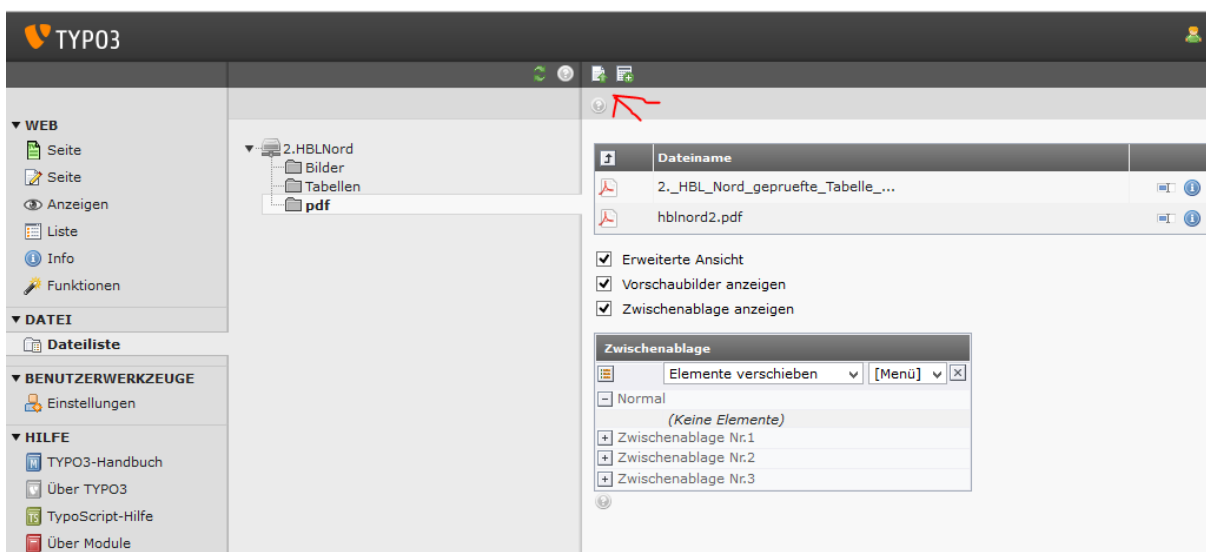 TYPO3
WEB
Seite
Seite
Anzeigen
Liste
Info
Funktionen
DATEI
Dateiliste
BENUTZERWERKZEUGE
Einstellungen
HILFE
TYPO3-Handbuch
Über TYPO3
TypoScript-Hilfe
Über Module
2.HBLNord
Bilder
Tabellen
pdf
Dateiname
2._HBL_Nord_gepruefte_Tabelle_...
hblnord2.pdf
Erweiterte Ansicht
Vorschaubilder anzeigen
Zwischenablage anzeigen
Zwischenablage
Elemente verschieben [Menü]
Normal
(Keine Elemente)
Zwischenablage Nr.1
Zwischenablage Nr.2
Zwischenablage Nr.3